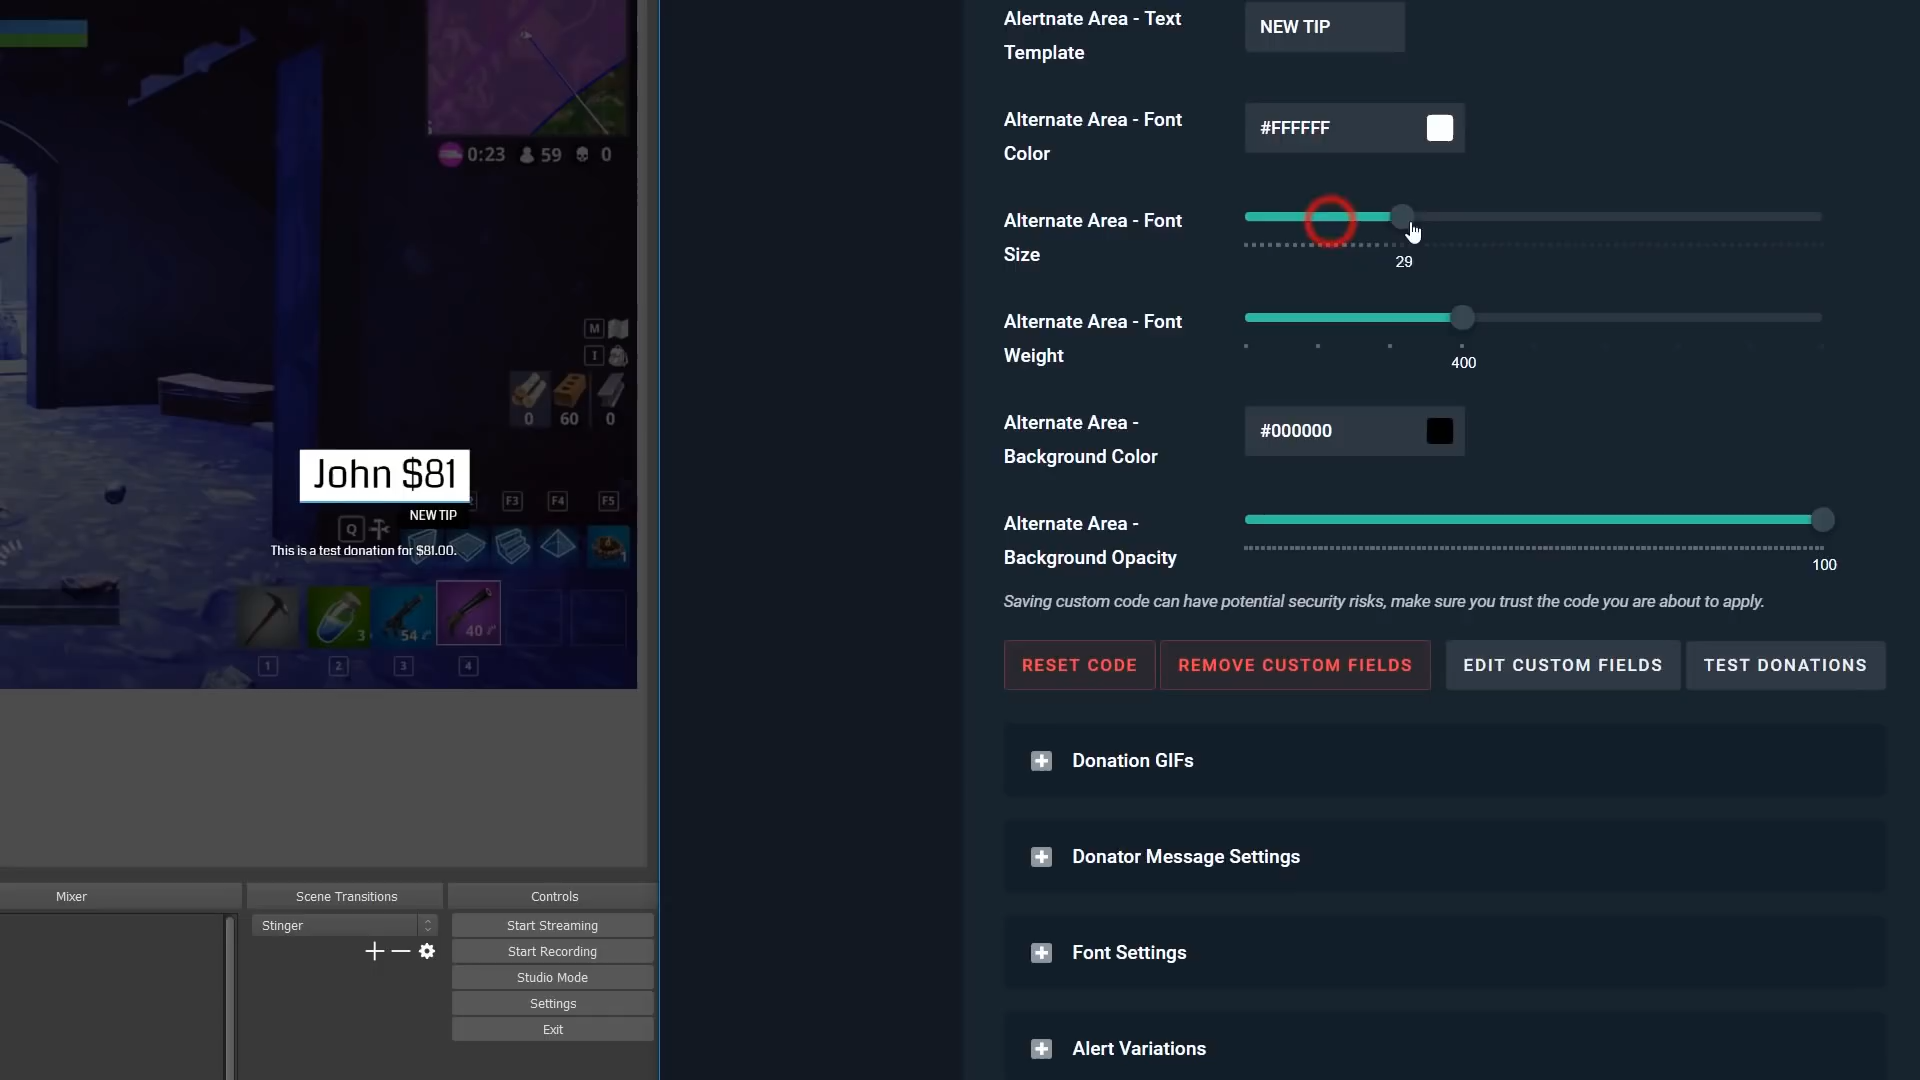 0:23 59 0
M
I
0 60 0
John $81
F3 F4 F5
NEW TIP
Q
This is a test donation for $81.00.
1
3 54 40
1 2 3 4
Mixer
Scene Transitions
Controls
Stinger
Start Streaming
Start Recording
Studio Mode
Settings
Exit
Alertnate Area - Text
Template
NEW TIP
Alternate Area - Font
Color
#FFFFFF
Alternate Area - Font
Size
29
Alternate Area - Font
Weight
400
Alternate Area -
Background Color
#000000
Alternate Area -
Background Opacity
100
Saving custom code can have potential security risks, make sure you trust the code you are about to apply.
RESET CODE REMOVE CUSTOM FIELDS EDIT CUSTOM FIELDS TEST DONATIONS
Donation GIFs
Donator Message Settings
Font Settings
Alert Variations